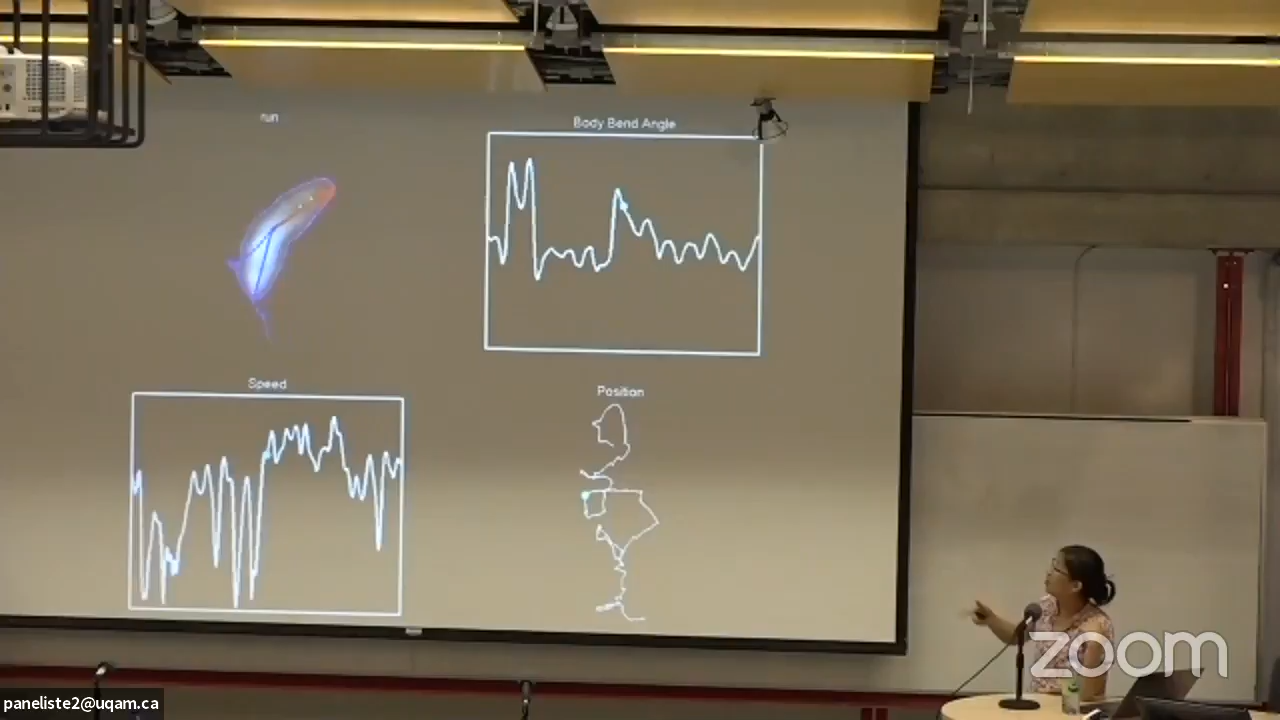 run
Body Bend Angle
Speed
Position
zoom
paneliste2@uqam.ca